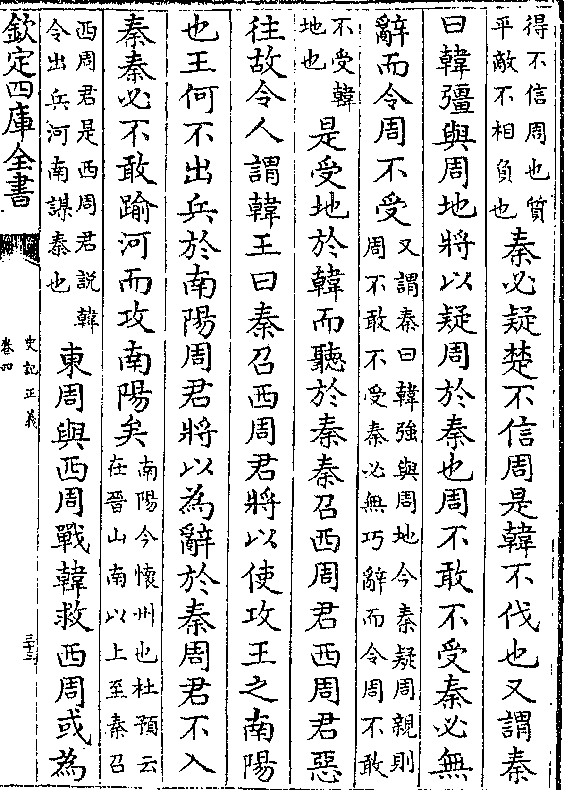 得不信周也質平敵不相負也秦必疑楚不信周是韓不伐也又謂秦
曰韓彊與周地將以疑周於秦也周不敢不受秦必無
辭而令周不受又謂秦曰韓強與周地今秦疑周親則周不敢不受秦必無巧辭而令周不敢
不受韓地也是受地於韓而聽於秦秦召西周君西周君惡
往故令人謂韓王曰秦召西周君將以使攻王之南陽
也王何不出兵於南陽周君將以為辭於秦周君不入
秦秦必不敢踰河而攻南陽矣南陽今懷州也杜預云在晉山南以上至秦召
西周君是西周君説韓令出兵河南謀秦也東周與西周戰韓救西周或為
欽定四庫全書
史記正義
卷四
三十三